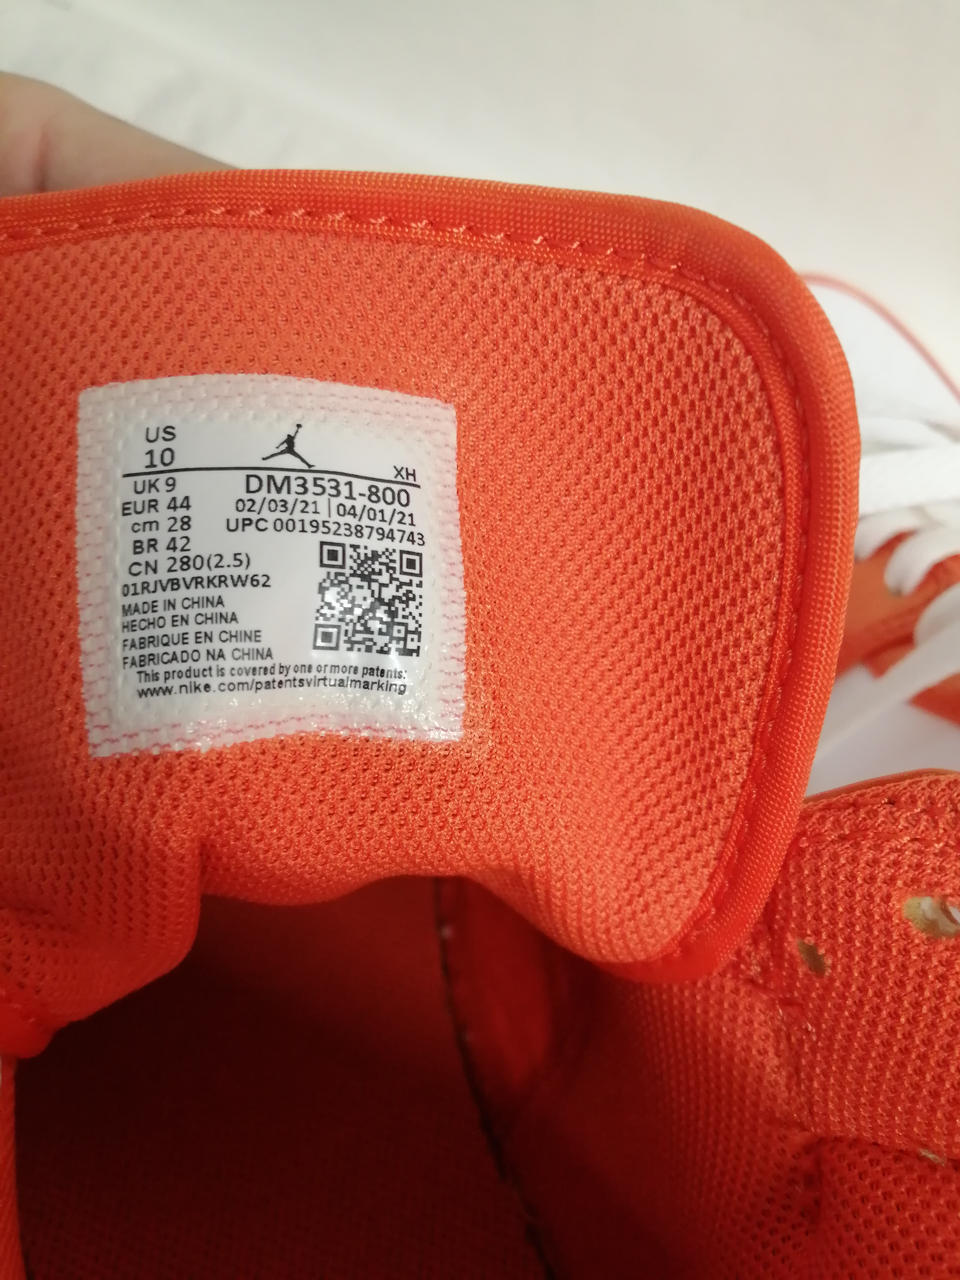 US
10
XH
UK 9
DM3531-800
EUR 44
02/03/21 | 04/01/21
cm 28
UPC 00195238794743
BR 42
CN 280(2.5)
01RJVBVRKRW62
MADE IN CHINA
HECHO EN CHINA
FABRIQUE EN CHINE
FABRICADO NA CHINA
This product is covered by one or more patents:
www.nike.com/patentsvirtualmarking